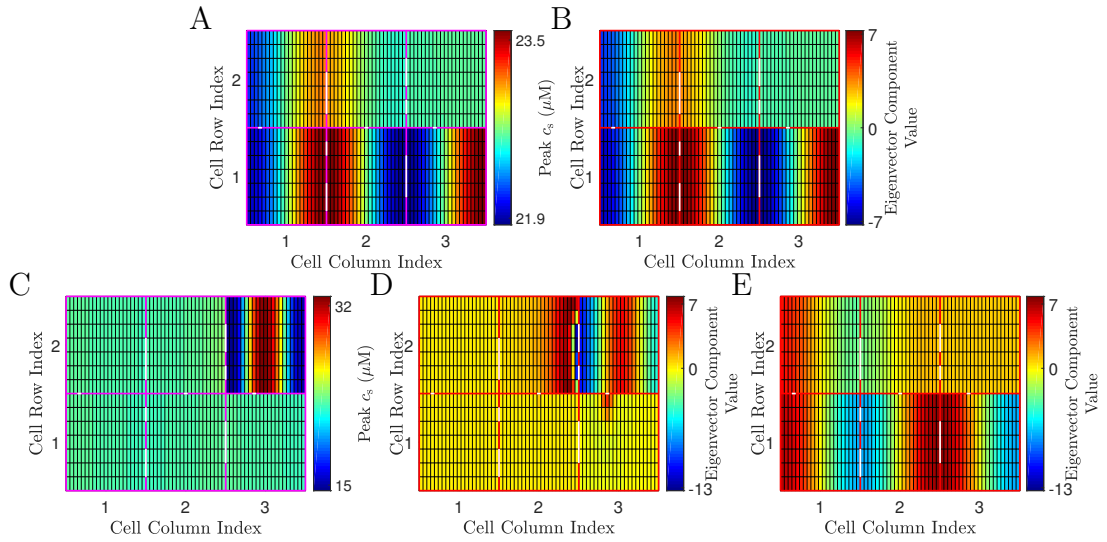 A
Cell Row Index
2
1
1
2
3
Cell Column Index
23.5
21.9
Peak cs (μM)
B
Cell Row Index
2
1
1
2
3
Cell Column Index
7
0
-7
Eigenvector Component
Value
C
Cell Row Index
2
1
1
2
3
Cell Column Index
32
15
Peak cs (μM)
D
Cell Row Index
2
1
1
2
3
Cell Column Index
7
0
-13
Eigenvector Component
Value
E
Cell Row Index
2
1
1
2
3
Cell Column Index
7
0
-13
Eigenvector Component
Value